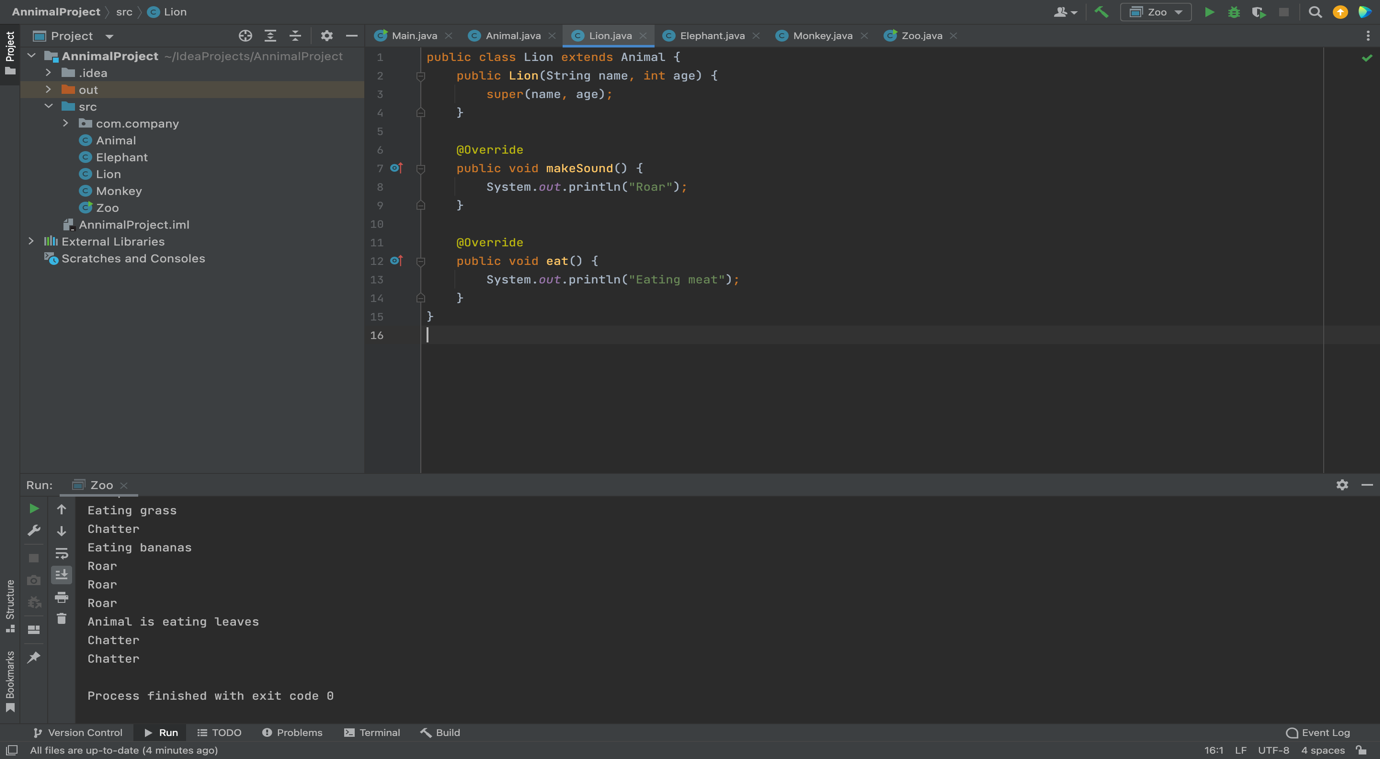 AnnimalProject src Lion
Zoo
Project
Main.java Animal.java Lion.java Elephant.java Monkey.java Zoo.java
Project
AnnimalProject ~/IdeaProjects/AnnimalProject
.idea
out
src
com.company
Animal
Elephant
Lion
Monkey
Zoo
AnnimalProject.iml
External Libraries
Scratches and Consoles
1 public class Lion extends Animal {
2 public Lion(String name, int age) {
3 super(name, age);
4 }
5
6 @Override
7 public void makeSound() {
8 System.out.println("Roar");
9 }
10
11 @Override
12 public void eat() {
13 System.out.println("Eating meat");
14 }
15 }
16
Run: Zoo
Eating grass
Chatter
Eating bananas
Roar
Roar
Roar
Animal is eating leaves
Chatter
Chatter
Process finished with exit code 0
Structure
Bookmarks
Version Control Run TODO Problems Terminal Build Event Log
All files are up-to-date (4 minutes ago) 16:1 LF UTF-8 4 spaces